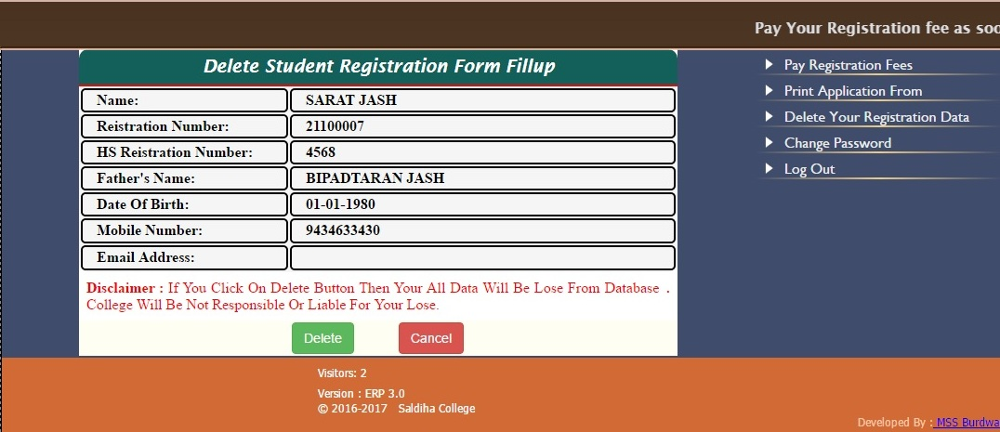 Pay Your Registration fee as soo
Delete Student Registration Form Fillup
Name: SARAT JASH
Reistration Number: 21100007
HS Reistration Number: 4568
Father's Name: BIPADTARAN JASH
Date Of Birth: 01-01-1980
Mobile Number: 9434633430
Email Address:
Disclaimer : If You Click On Delete Button Then Your All Data Will Be Lose From Database .
College Will Be Not Responsible Or Liable For Your Lose.
Delete Cancel
Pay Registration Fees
Print Application From
Delete Your Registration Data
Change Password
Log Out
Visitors: 2
Version : ERP 3.0
© 2016-2017 Saldiha College
Developed By : MSS Burdwa